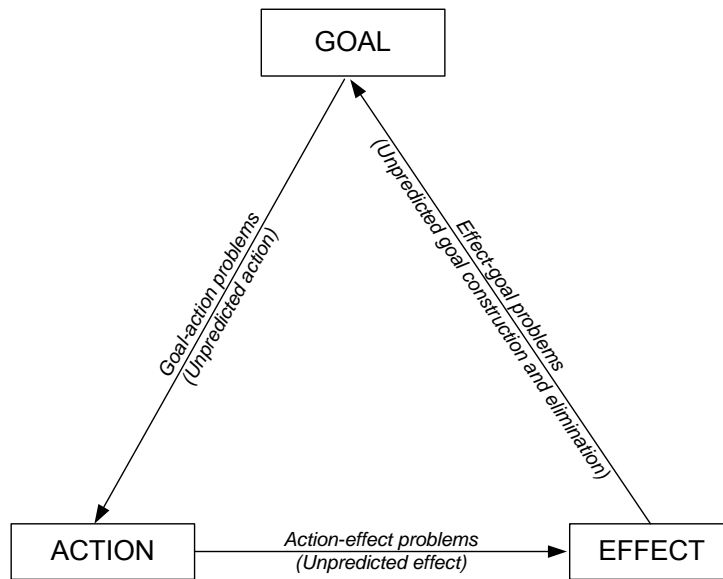 GOAL
Goal-action problems
(Unpredicted action)
Effect-goal problems
(Unpredicted goal construction and elimination)
ACTION
Action-effect problems
(Unpredicted effect)
EFFECT